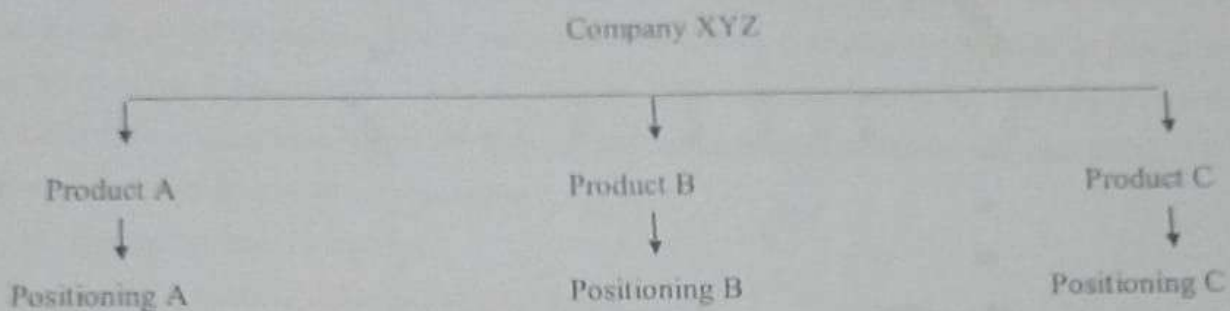 Company XYZ
Product A Product B Product C
Positioning A Positioning B Positioning C